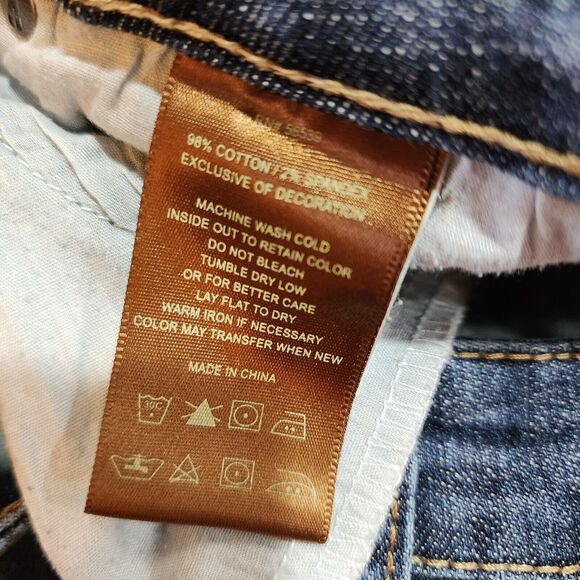 98% COTTON / 2% SPANDEX
EXCLUSIVE OF DECORATION
MACHINE WASH COLD
INSIDE OUT TO RETAIN COLOR
DO NOT BLEACH
TUMBLE DRY LOW
OR FOR BETTER CARE
LAY FLAT TO DRY
WARM IRON IF NECESSARY
COLOR MAY TRANSFER WHEN NEW
MADE IN CHINA